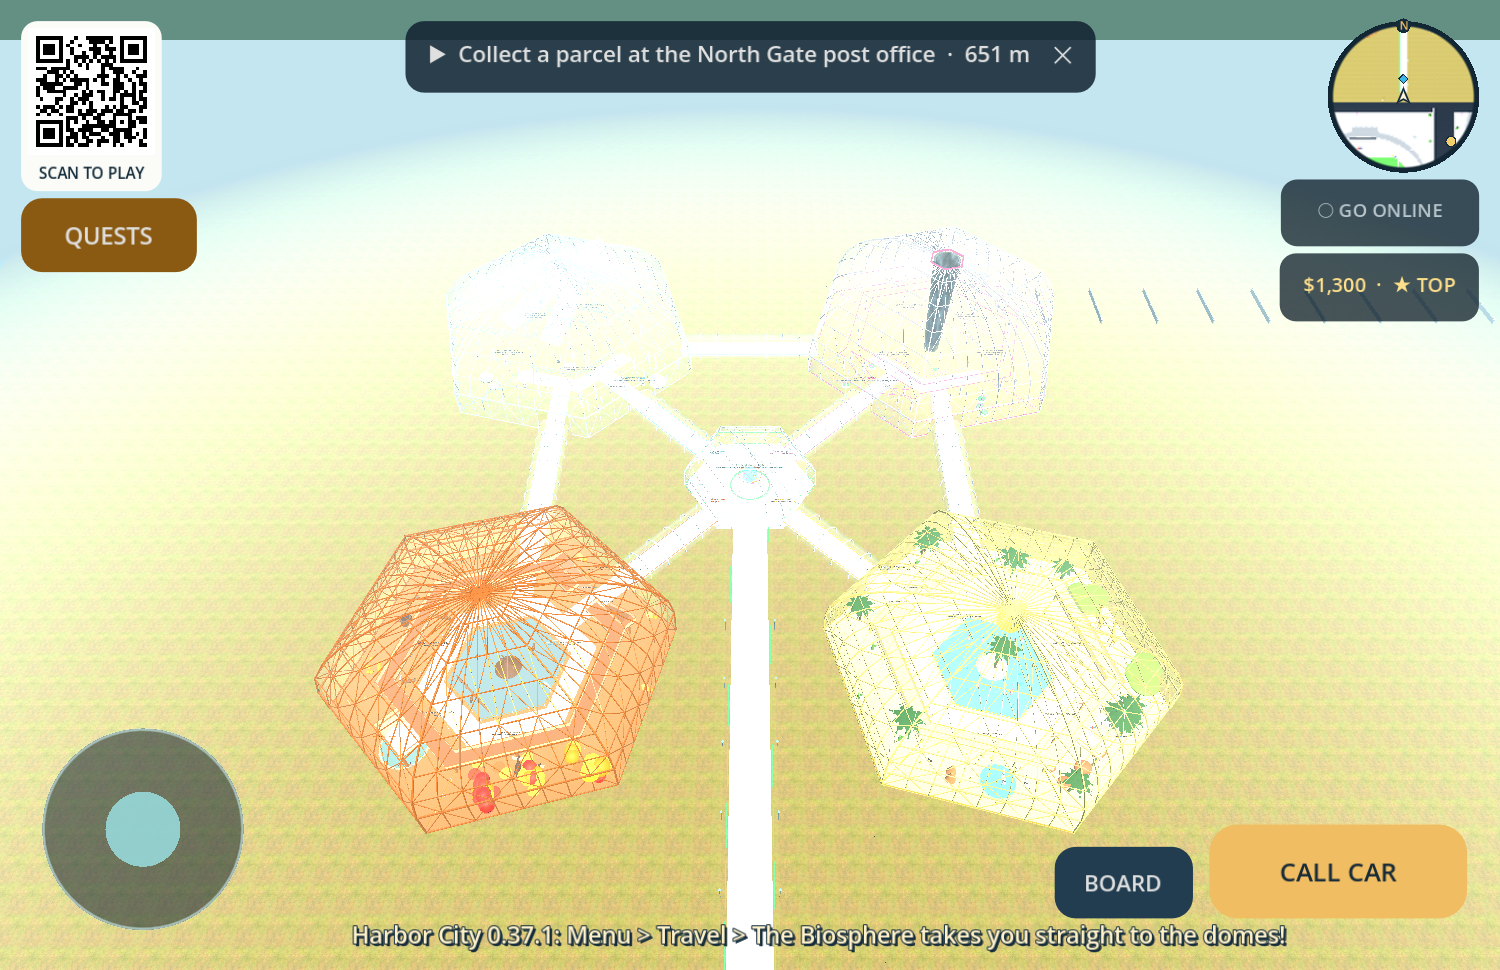 ▶ Collect a parcel at the North Gate post office · 651 m ✕
N
SCAN TO PLAY
QUESTS
GO ONLINE
$1,300 · ★ TOP
BOARD
CALL CAR
Harbor City 0.37.1: Menu > Travel > The Biosphere takes you straight to the domes!